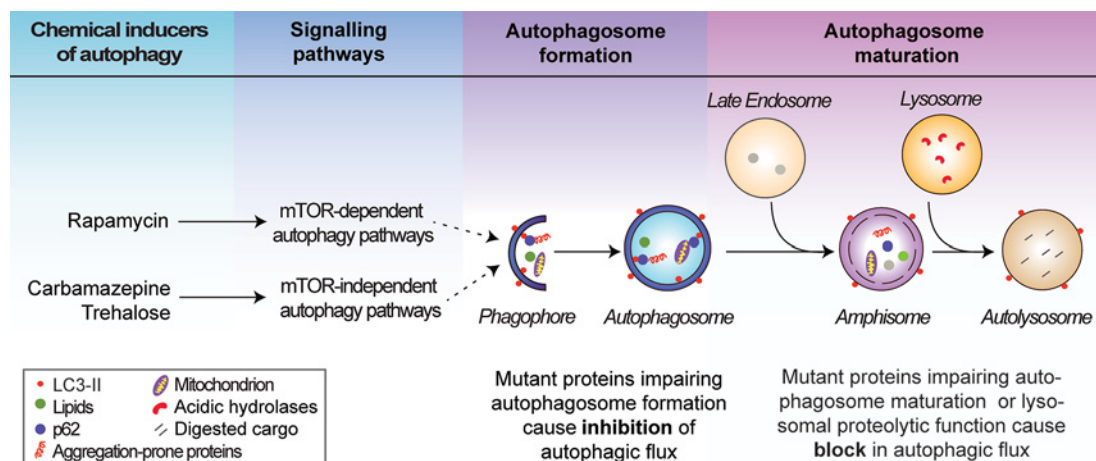 Chemical inducers
of autophagy
Signalling
pathways
Autophagosome
formation
Autophagosome
maturation
Late Endosome
Lysosome
Rapamycin
mTOR-dependent
autophagy pathways
Carbamazepine
Trehalose
mTOR-independent
autophagy pathways
Phagophore
Autophagosome
Amphisome
Autolysosome
LC3-II
Lipids
p62
Aggregation-prone proteins
Mitochondrion
Acidic hydrolases
Digested cargo
Mutant proteins impairing
autophagosome formation
cause inhibition of
autophagic flux
Mutant proteins impairing auto-
phagosome maturation or lyso-
somal proteolytic function cause
block in autophagic flux